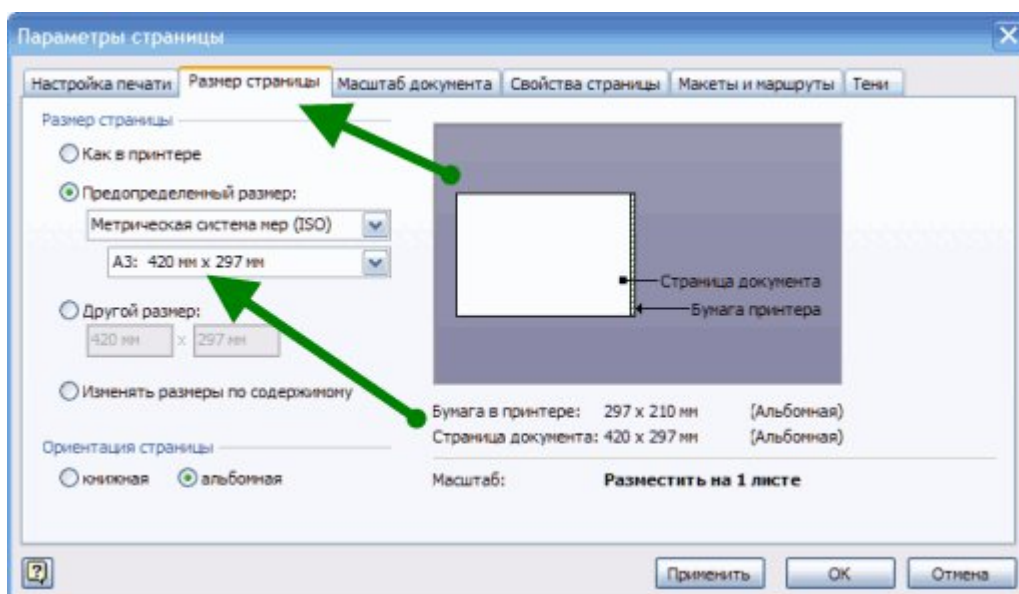 Параметры страницы
Настройка печати Размер страницы Масштаб документа Свойства страницы Макеты и маршруты Тени
Размер страницы
Как в принтере
Предопределенный размер:
Метрическая система мер (ISO)
A3: 420 мм x 297 мм
Другой размер:
420 мм x 297 мм
Изменять размеры по содержимому
Ориентация страницы
книжная альбомная
Страница документа
Бумага принтера
Бумага в принтере: 297 x 210 мм (Альбомная)
Страница документа: 420 x 297 мм (Альбомная)
Масштаб: Разместить на 1 листе
?
Применить OK Отмена